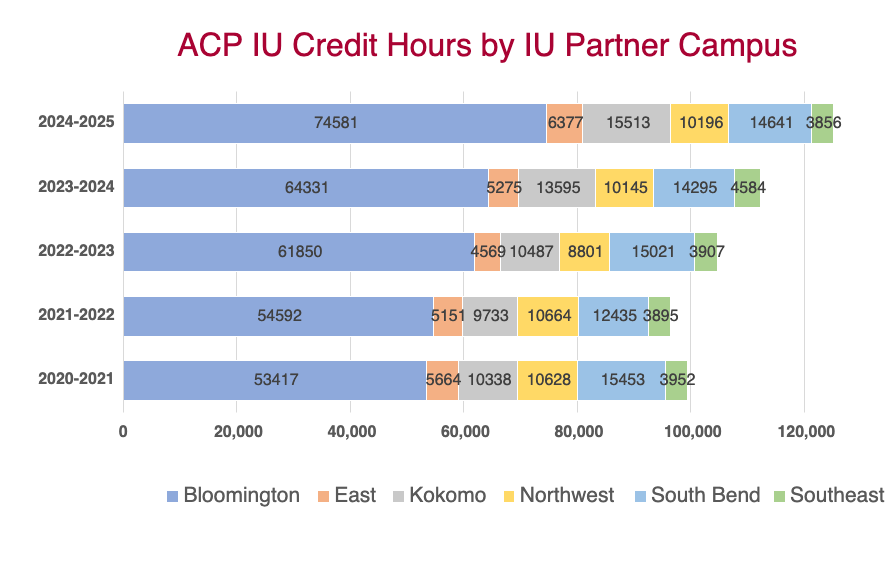 ACP IU Credit Hours by IU Partner Campus
2024-2025 74581 6377 15513 10196 14641 3856
2023-2024 64331 5275 13595 10145 14295 4584
2022-2023 61850 4569 10487 8801 15021 3907
2021-2022 54592 5151 9733 10664 12435 3895
2020-2021 53417 5664 10338 10628 15453 3952
0 20,000 40,000 60,000 80,000 100,000 120,000
Bloomington East Kokomo Northwest South Bend Southeast